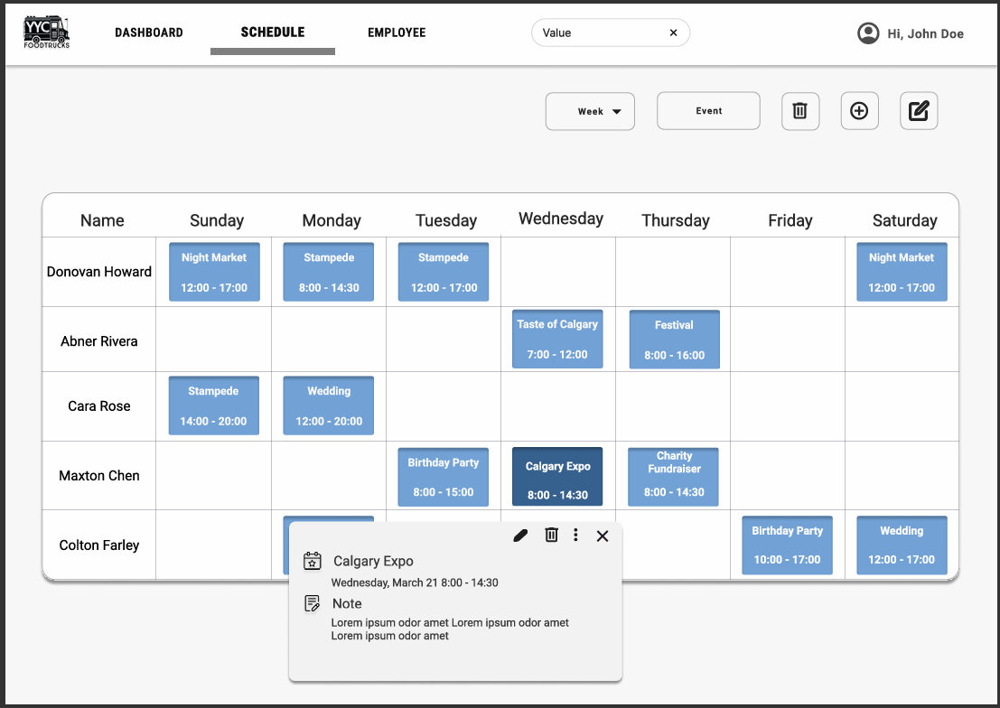 YYC
FOODTRUCKS
DASHBOARD
SCHEDULE
EMPLOYEE
Value
Hi, John Doe
Week
Event
Name Sunday Monday Tuesday Wednesday Thursday Friday Saturday
Donovan Howard
Night Market
12:00 - 17:00
Stampede
8:00 - 14:30
Stampede
12:00 - 17:00
Night Market
12:00 - 17:00
Abner Rivera
Taste of Calgary
7:00 - 12:00
Festival
8:00 - 16:00
Cara Rose
Stampede
14:00 - 20:00
Wedding
12:00 - 20:00
Maxton Chen
Birthday Party
8:00 - 15:00
Calgary Expo
8:00 - 14:30
Charity
Fundraiser
8:00 - 14:30
Colton Farley
Birthday Party
10:00 - 17:00
Wedding
12:00 - 17:00
Calgary Expo
Wednesday, March 21 8:00 - 14:30
Note
Lorem ipsum odor amet Lorem ipsum odor amet
Lorem ipsum odor amet